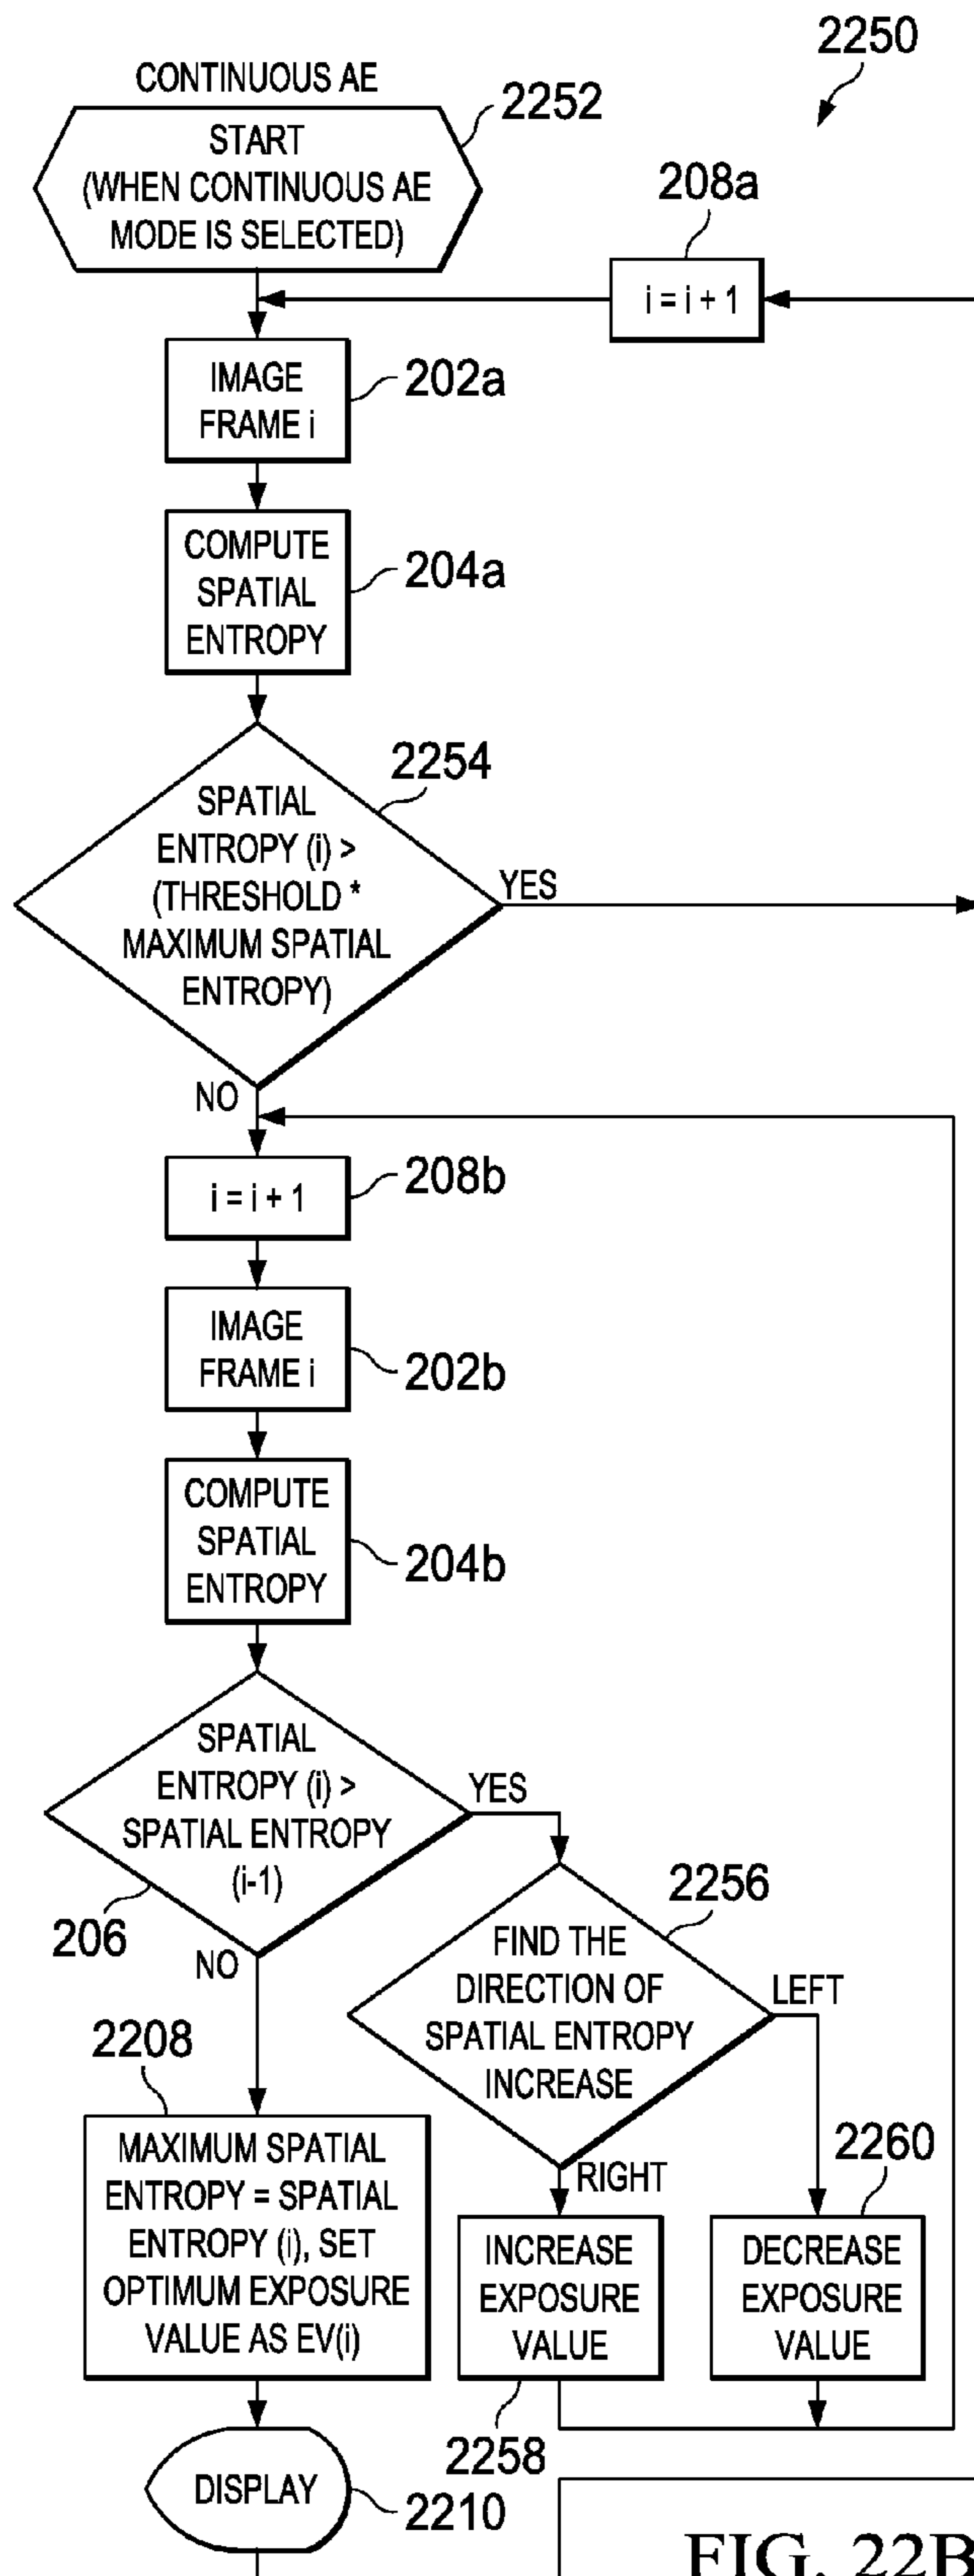 2250
CONTINUOUS AE
2252
START
(WHEN CONTINUOUS AE
MODE IS SELECTED)
208a
i = i + 1
IMAGE
FRAME i
202a
COMPUTE
SPATIAL
ENTROPY
204a
2254
SPATIAL
ENTROPY (i) >
(THRESHOLD *
MAXIMUM SPATIAL
ENTROPY)
YES
NO
i = i + 1
208b
IMAGE
FRAME i
202b
COMPUTE
SPATIAL
ENTROPY
204b
SPATIAL
ENTROPY (i) >
SPATIAL ENTROPY
(i-1)
YES
206
NO
2256
FIND THE
DIRECTION OF
SPATIAL ENTROPY
INCREASE
LEFT
RIGHT
2208
MAXIMUM SPATIAL
ENTROPY = SPATIAL
ENTROPY (i), SET
OPTIMUM EXPOSURE
VALUE AS EV(i)
INCREASE
EXPOSURE
VALUE
2258
2260
DECREASE
EXPOSURE
VALUE
DISPLAY
2210
FIG. 22B